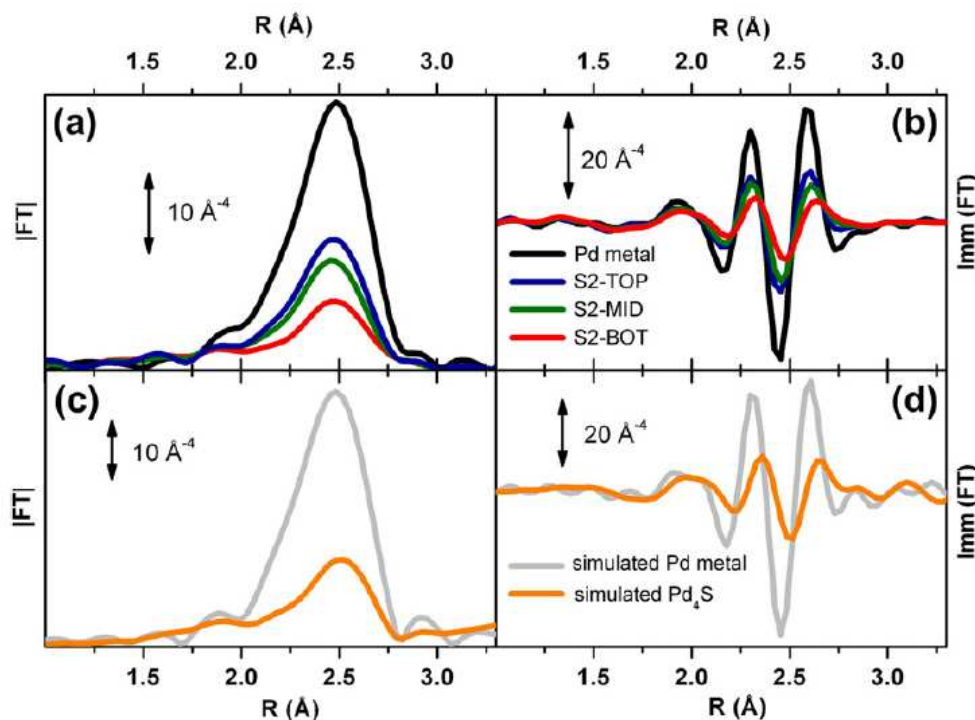 R (Å)
R (Å)
1.5 2.0 2.5 3.0
1.5 2.0 2.5 3.0
(a)
(b)
10 Å-4
20 Å-4
|FT|
Imm (FT)
Pd metal
S2-TOP
S2-MID
S2-BOT
(c)
(d)
10 Å-4
20 Å-4
|FT|
Imm (FT)
simulated Pd metal
simulated Pd4S
1.5 2.0 2.5 3.0
1.5 2.0 2.5 3.0
R (Å)
R (Å)